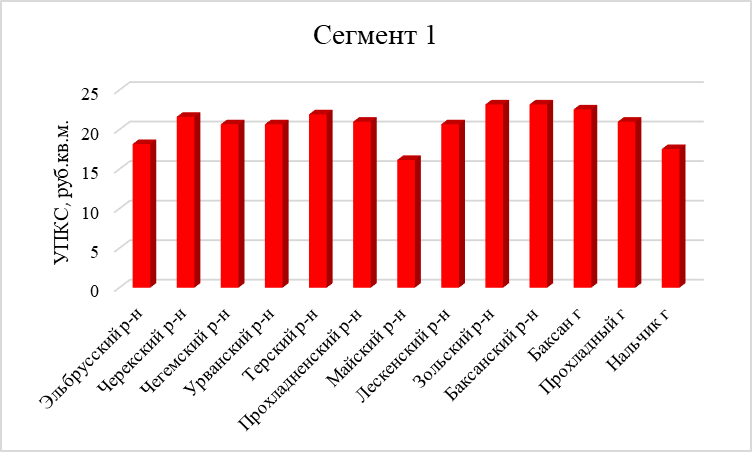 Сегмент 1
УПКС, руб.кв.м.
25
20
15
10
5
0
Эльбрусский р-н
Черекский р-н
Чегемский р-н
Урванский р-н
Терский р-н
Прохладненский р-н
Майский р-н
Лескенский р-н
Зольский р-н
Баксанский р-н
Баксан г
Прохладный г
Нальчик г